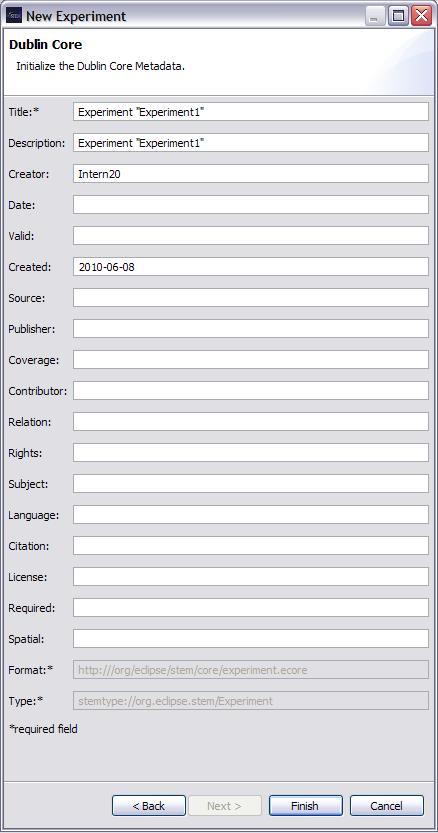 New Experiment
Dublin Core
Initialize the Dublin Core Metadata.
Title:* Experiment "Experiment1"
Description: Experiment "Experiment1"
Creator: Intern20
Date:
Valid:
Created: 2010-06-08
Source:
Publisher:
Coverage:
Contributor:
Relation:
Rights:
Subject:
Language:
Citation:
License:
Required:
Spatial:
Format:* http:///org/eclipse/stem/core/experiment.ecore
Type:* stemtype://org.eclipse.stem/Experiment
*required field
< Back Next > Finish Cancel